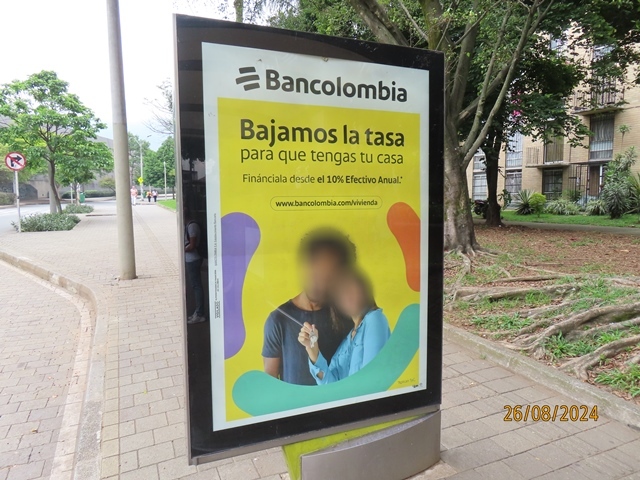 Bancolombia
Bajamos la tasa
para que tengas tu casa
Fináncíala desde el 10% Efectivo Anual.*
www.bancolombia.com/vivienda
26/08/2024